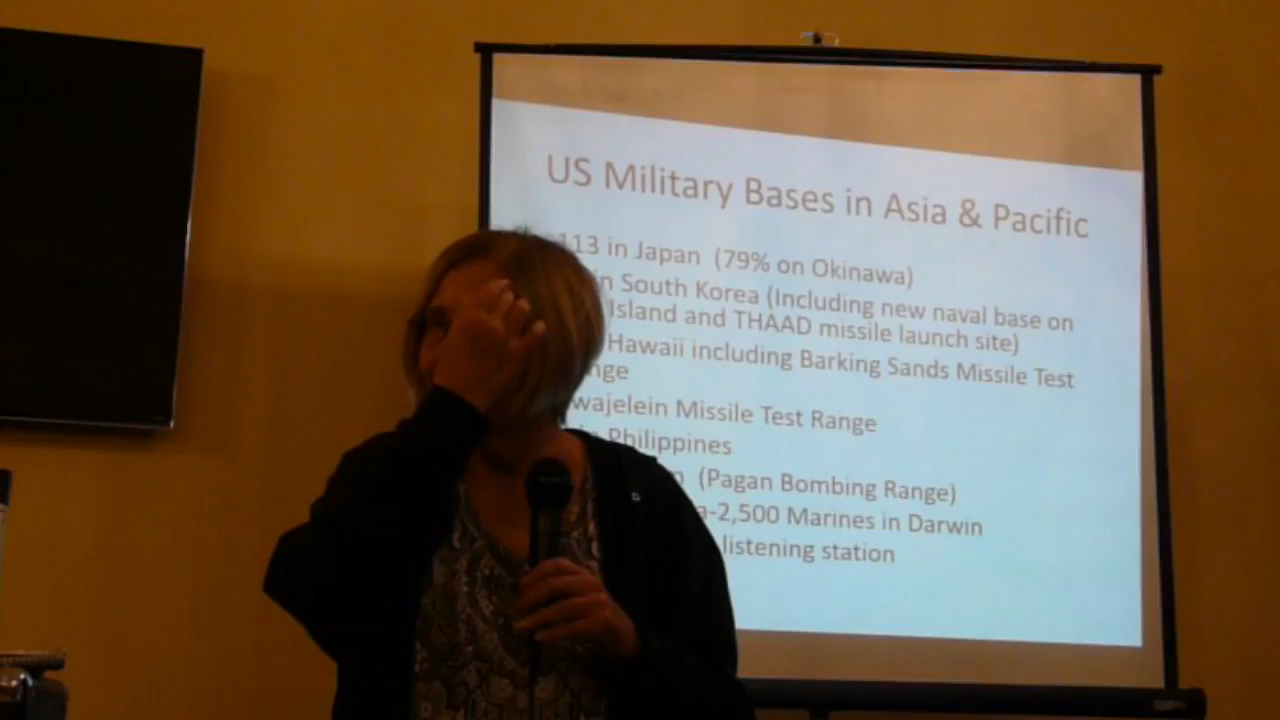 US Military Bases in Asia & Pacific
113 in Japan (79% on Okinawa)
in South Korea (Including new naval base on
Island and THAAD missile launch site)
Hawaii including Barking Sands Missile Test
nge
wajelein Missile Test Range
Philippines
(Pagan Bombing Range)
a-2,500 Marines in Darwin
listening station